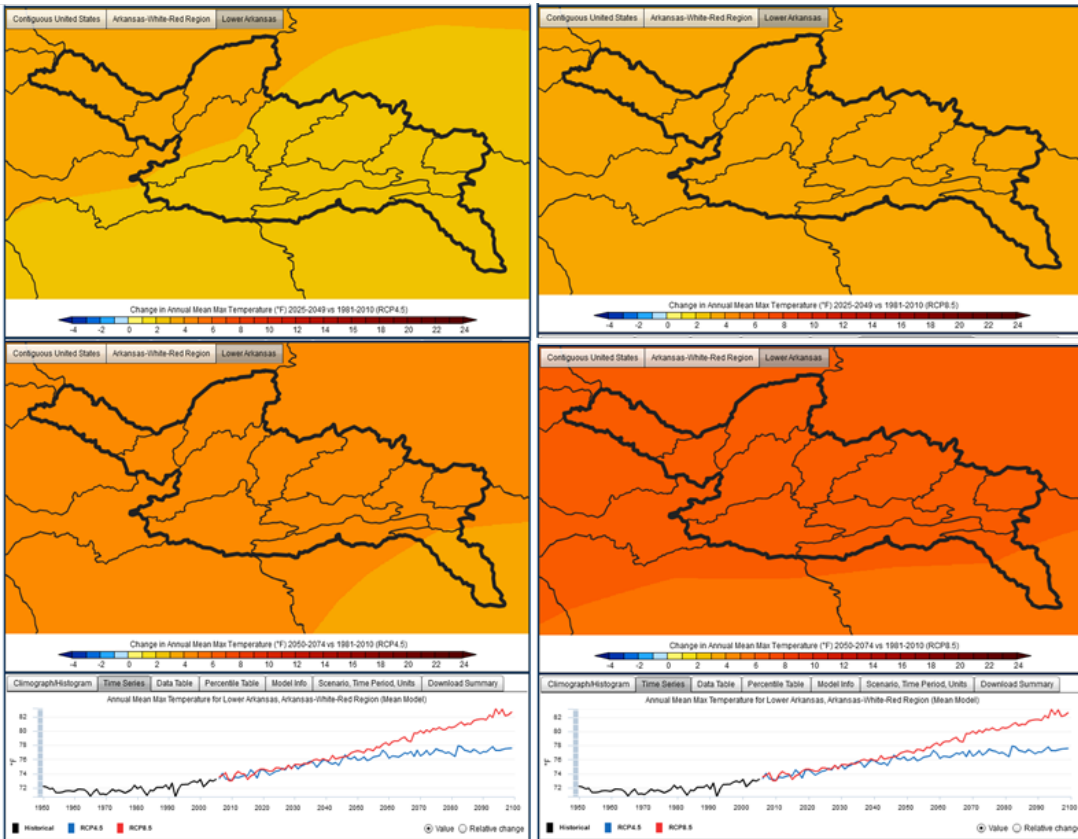 Contiguous United States Arkansas-White-Red Region Lower Arkansas
Change in Annual Mean Max Temperature (°F) 2025-2049 vs 1981-2010 (RCP4.5)
-4 -2 0 2 4 6 8 10 12 14 16 18 20 22 24
Contiguous United States Arkansas-White-Red Region Lower Arkansas
Change in Annual Mean Max Temperature (°F) 2025-2049 vs 1981-2010 (RCP8.5)
-4 -2 0 2 4 6 8 10 12 14 16 18 20 22 24
Contiguous United States Arkansas-White-Red Region Lower Arkansas
Change in Annual Mean Max Temperature (°F) 2050-2074 vs 1981-2010 (RCP4.5)
-4 -2 0 2 4 6 8 10 12 14 16 18 20 22 24
Contiguous United States Arkansas-White-Red Region Lower Arkansas
Change in Annual Mean Max Temperature (°F) 2050-2074 vs 1981-2010 (RCP8.5)
-4 -2 0 2 4 6 8 10 12 14 16 18 20 22 24
Climograph/Histogram Time Series Data Table Percentile Table Model Info Scenario, Time Period, Units Download Summary
Annual Mean Max Temperature for Lower Arkansas, Arkansas-White-Red Region (Mean Model)
82
80
78
76
74
72
°F
1950 1960 1970 1980 1990 2000 2010 2020 2030 2040 2050 2060 2070 2080 2090 2100
Historical RCP4.5 RCP8.5 Value Relative change
Climograph/Histogram Time Series Data Table Percentile Table Model Info Scenario, Time Period, Units Download Summary
Annual Mean Max Temperature for Lower Arkansas, Arkansas-White-Red Region (Mean Model)
82
80
78
76
74
72
°F
1950 1960 1970 1980 1990 2000 2010 2020 2030 2040 2050 2060 2070 2080 2090 2100
Historical RCP4.5 RCP8.5 Value Relative change